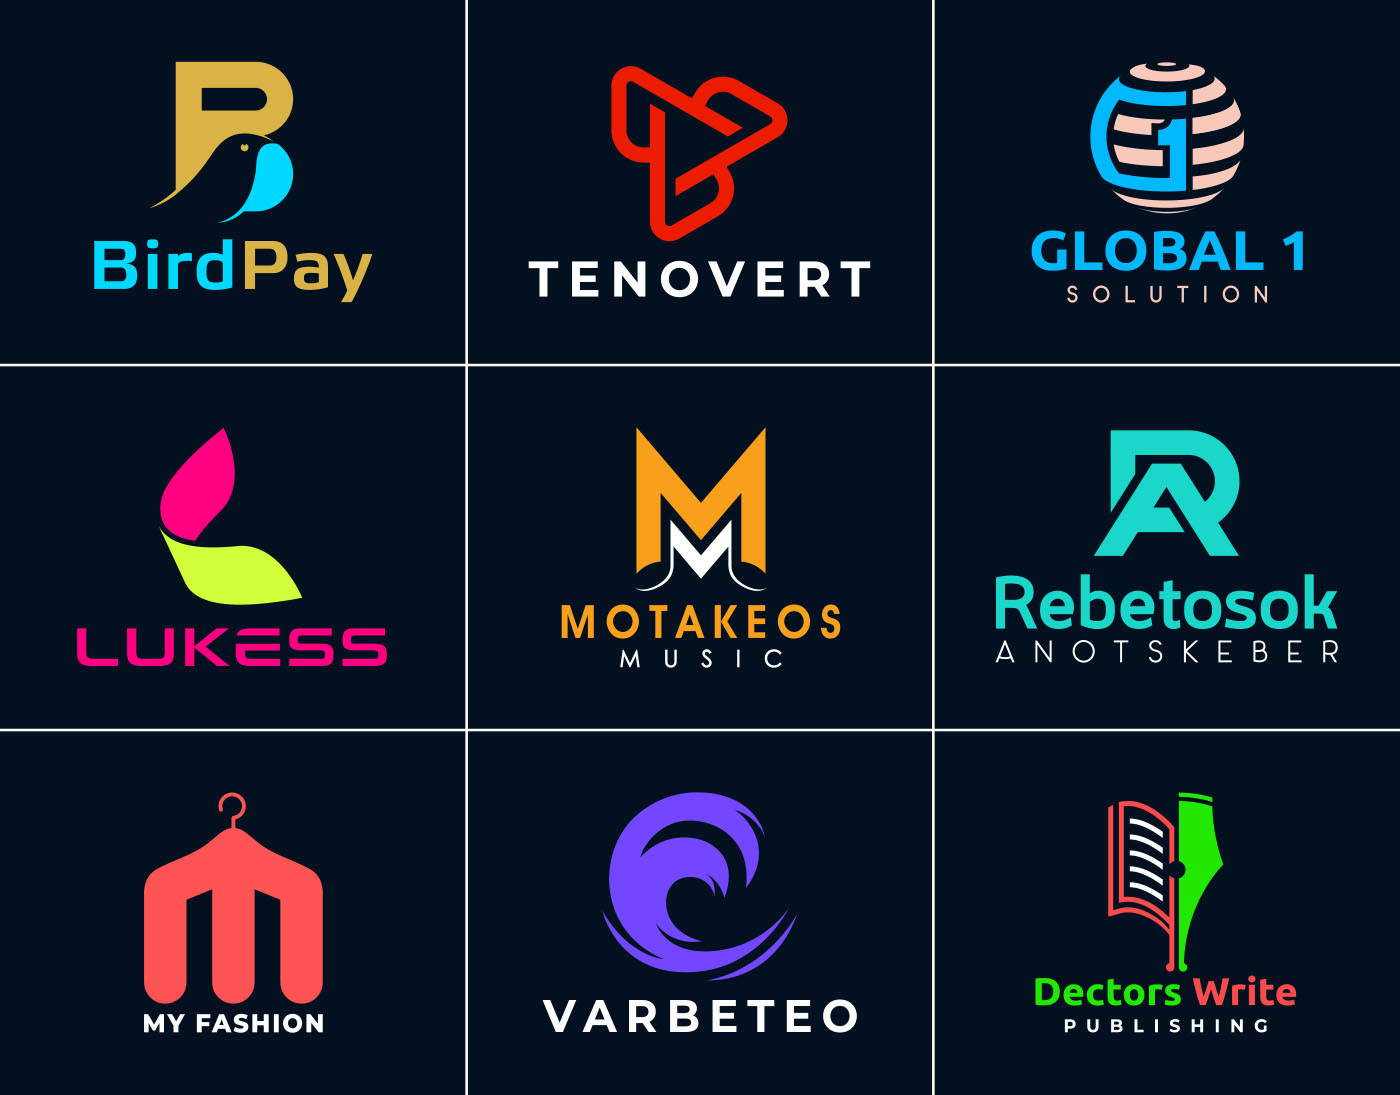 BirdPay
TENOVERT
GLOBAL 1
SOLUTION
LUKESS
MOTAKEOS
MUSIC
Rebetosok
ANOTSKEBER
MY FASHION
VARBETEO
Dectors Write
PUBLISHING